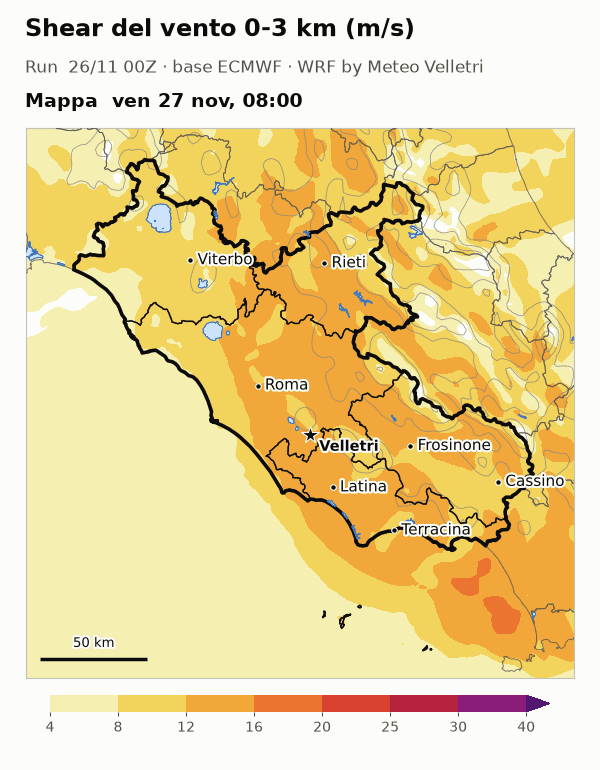 Shear del vento 0-3 km (m/s)
Run  26/11 00Z · base ECMWF · WRF by Meteo Velletri
Mappa  ven 27 nov, 08:00
Viterbo
Rieti
Roma
Velletri
Frosinone
Cassino
Latina
Terracina
50 km
4 8 12 16 20 25 30 40